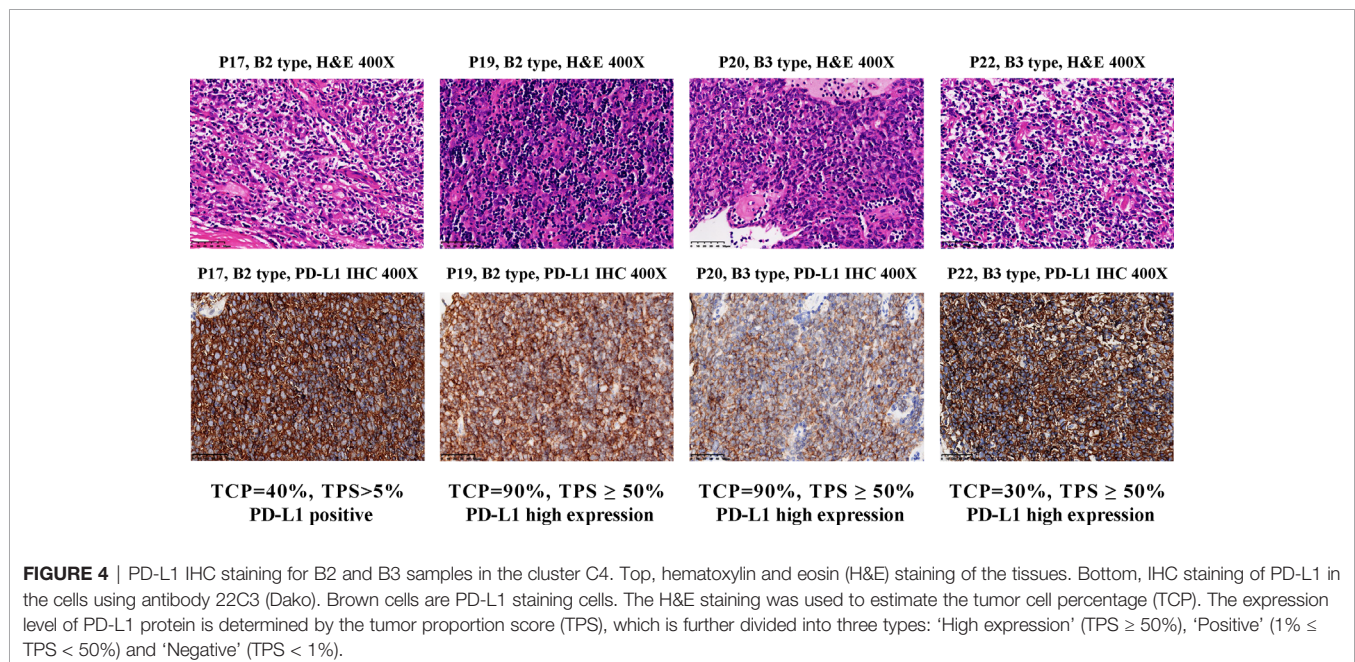 P17, B2 type, H&E 400X
P19, B2 type, H&E 400X
P20, B3 type, H&E 400X
P22, B3 type, H&E 400X
P17, B2 type, PD-L1 IHC 400X
P19, B2 type, PD-L1 IHC 400X
P20, B3 type, PD-L1 IHC 400X
P22, B3 type, PD-L1 IHC 400X
TCP=40%, TPS>5%
PD-L1 positive
TCP=90%, TPS ≥ 50%
PD-L1 high expression
TCP=90%, TPS ≥ 50%
PD-L1 high expression
TCP=30%, TPS ≥ 50%
PD-L1 high expression
FIGURE 4 | PD-L1 IHC staining for B2 and B3 samples in the cluster C4. Top, hematoxylin and eosin (H&E) staining of the tissues. Bottom, IHC staining of PD-L1 in
the cells using antibody 22C3 (Dako). Brown cells are PD-L1 staining cells. The H&E staining was used to estimate the tumor cell percentage (TCP). The expression
level of PD-L1 protein is determined by the tumor proportion score (TPS), which is further divided into three types: ‘High expression’ (TPS ≥ 50%), ‘Positive’ (1% ≤
TPS < 50%) and ‘Negative’ (TPS < 1%).